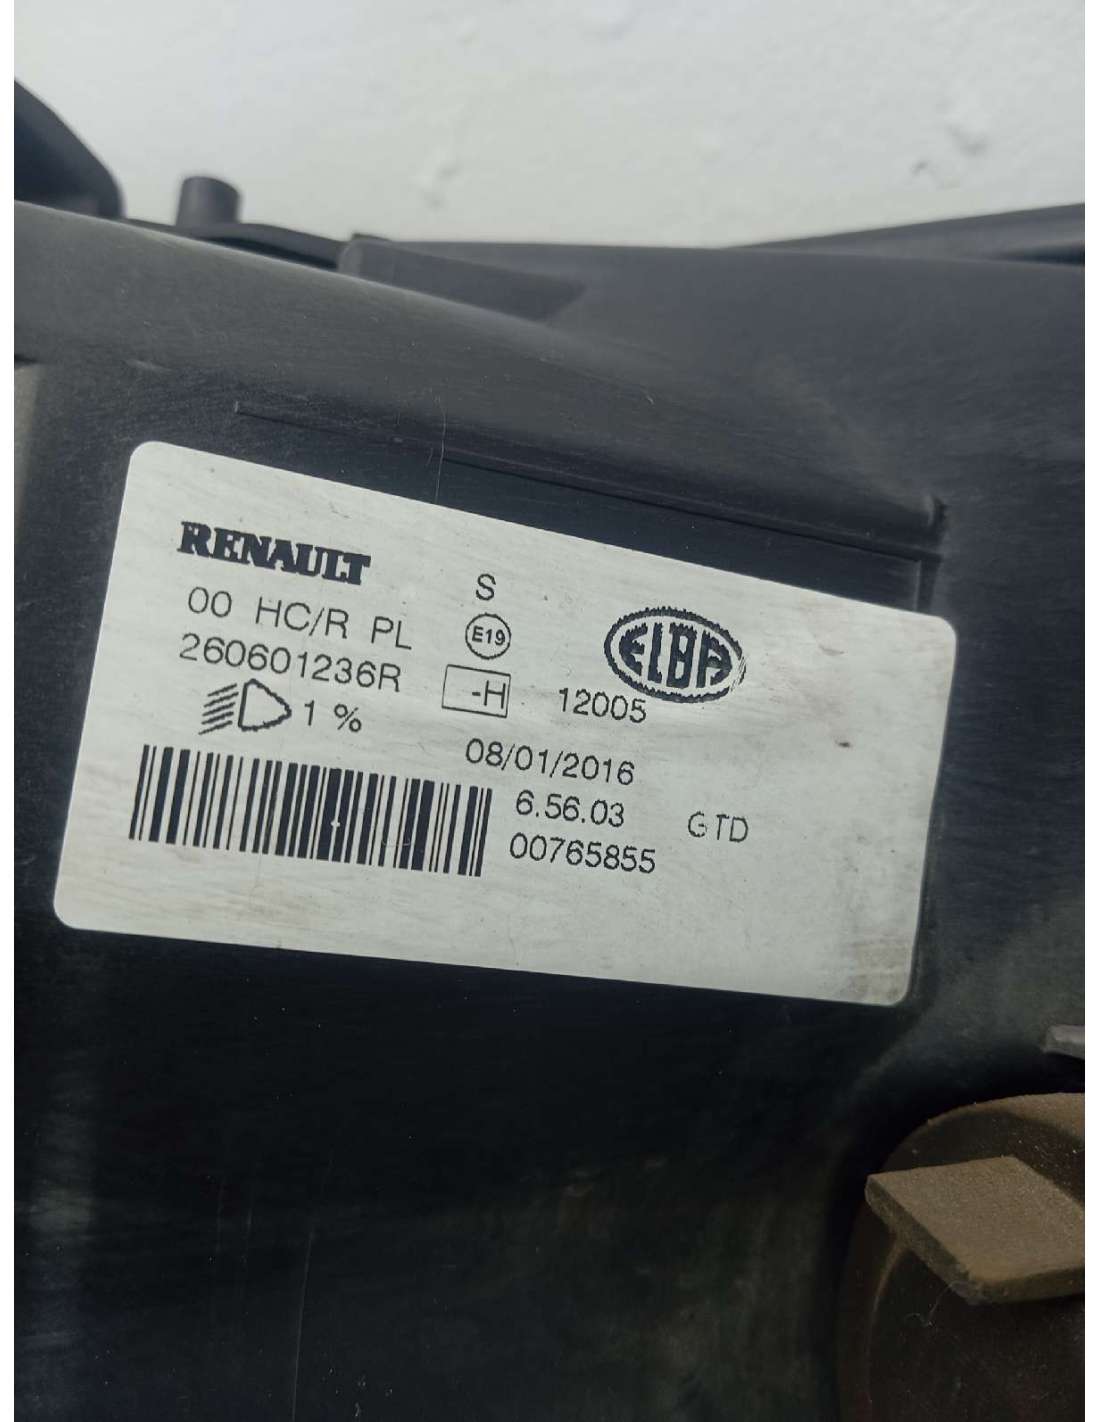 RENAULT
S
00 HC/R PL
E19
ELBA
260601236R
-H
12005
1 %
08/01/2016
6.56.03
GTD
00765855